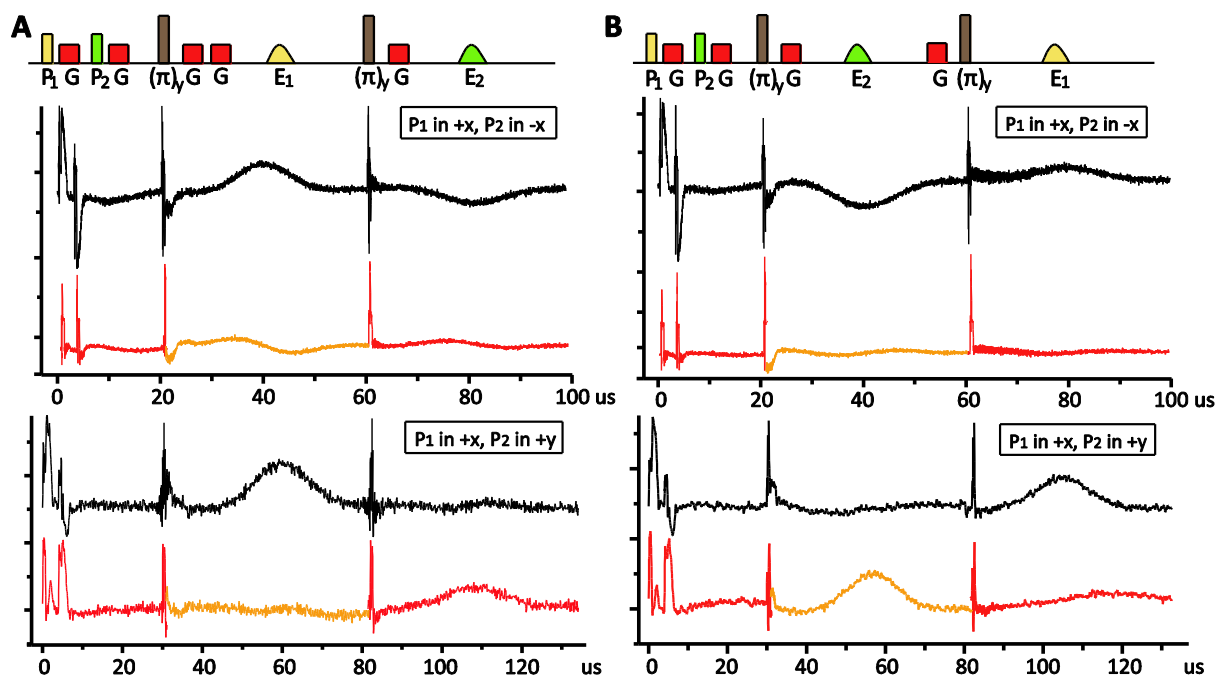 A
P1 G P2 G (π)y G G E1 (π)y G E2
P1 in +x, P2 in -x
0 20 40 60 80 100 us
P1 in +x, P2 in +y
0 20 40 60 80 100 120 us
B
P1 G P2 G (π)y G E2 G (π)y E1
P1 in +x, P2 in -x
0 20 40 60 80 100 us
P1 in +x, P2 in +y
0 20 40 60 80 100 120 us